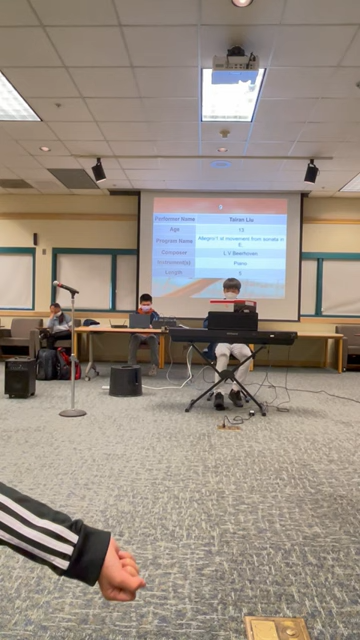 Performer Name Tairan Liu
Age 13
Program Name Allegro 1 st movement from sonata in
E,
Composer L.V Beethoven
Instrument(s) Piano
Length 5